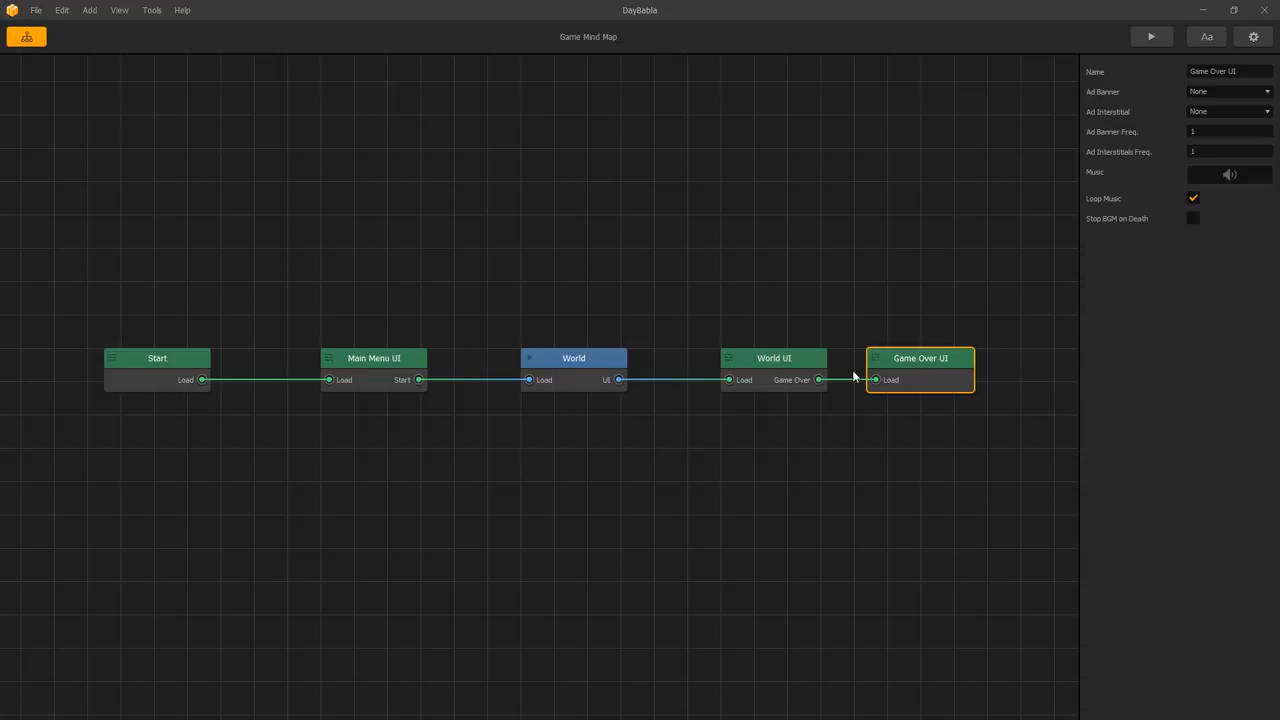 File Edit View Add Tools Help
DayBabla
Game Mind Map
Aa
Name Game Over UI
Ad Banner None
Ad Interstitial None
Ad Banner Freq. 1
Ad Interstitials Freq. 1
Music
Loop Music
Stop BGM on Death
Start Main Menu UI World World UI Game Over UI
Load Load Start Load UI Load Game Over Load